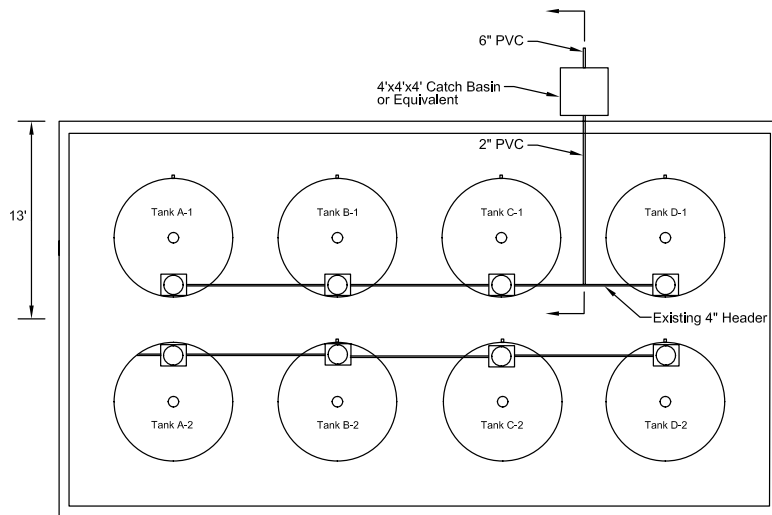 6" PVC
4'x4'x4' Catch Basin
or Equivalent
2" PVC
13'
Tank A-1
Tank B-1
Tank C-1
Tank D-1
Existing 4" Header
Tank A-2
Tank B-2
Tank C-2
Tank D-2